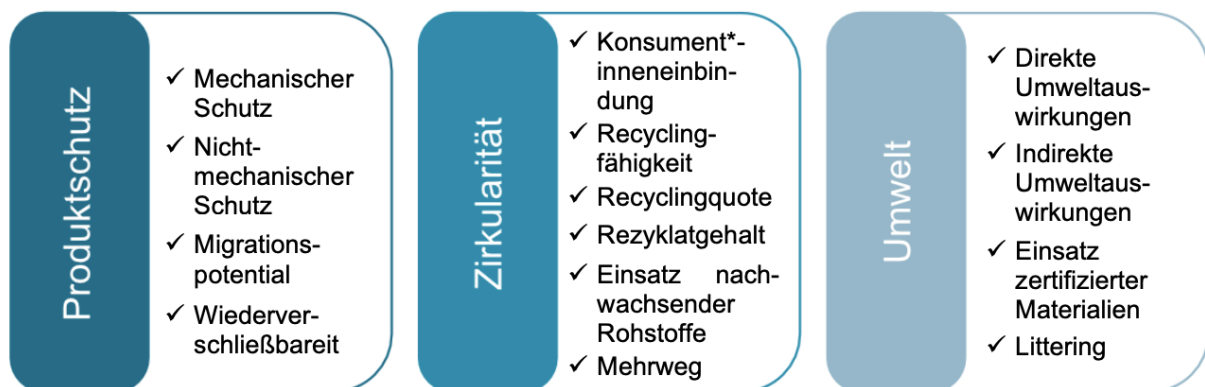 Produktschutz
✓ Mechanischer
Schutz
✓ Nicht-
mechanischer
Schutz
✓ Migrations-
potential
✓ Wiederver-
schließbareit
Zirkularität
✓ Konsument*-
inneneinbin-
dung
✓ Recycling-
fähigkeit
✓ Recyclingquote
✓ Rezyklatgehalt
✓ Einsatz nach-
wachsender
Rohstoffe
✓ Mehrweg
Umwelt
✓ Direkte
Umweltaus-
wirkungen
✓ Indirekte
Umweltaus-
wirkungen
✓ Einsatz
zertifizierter
Materialien
✓ Littering